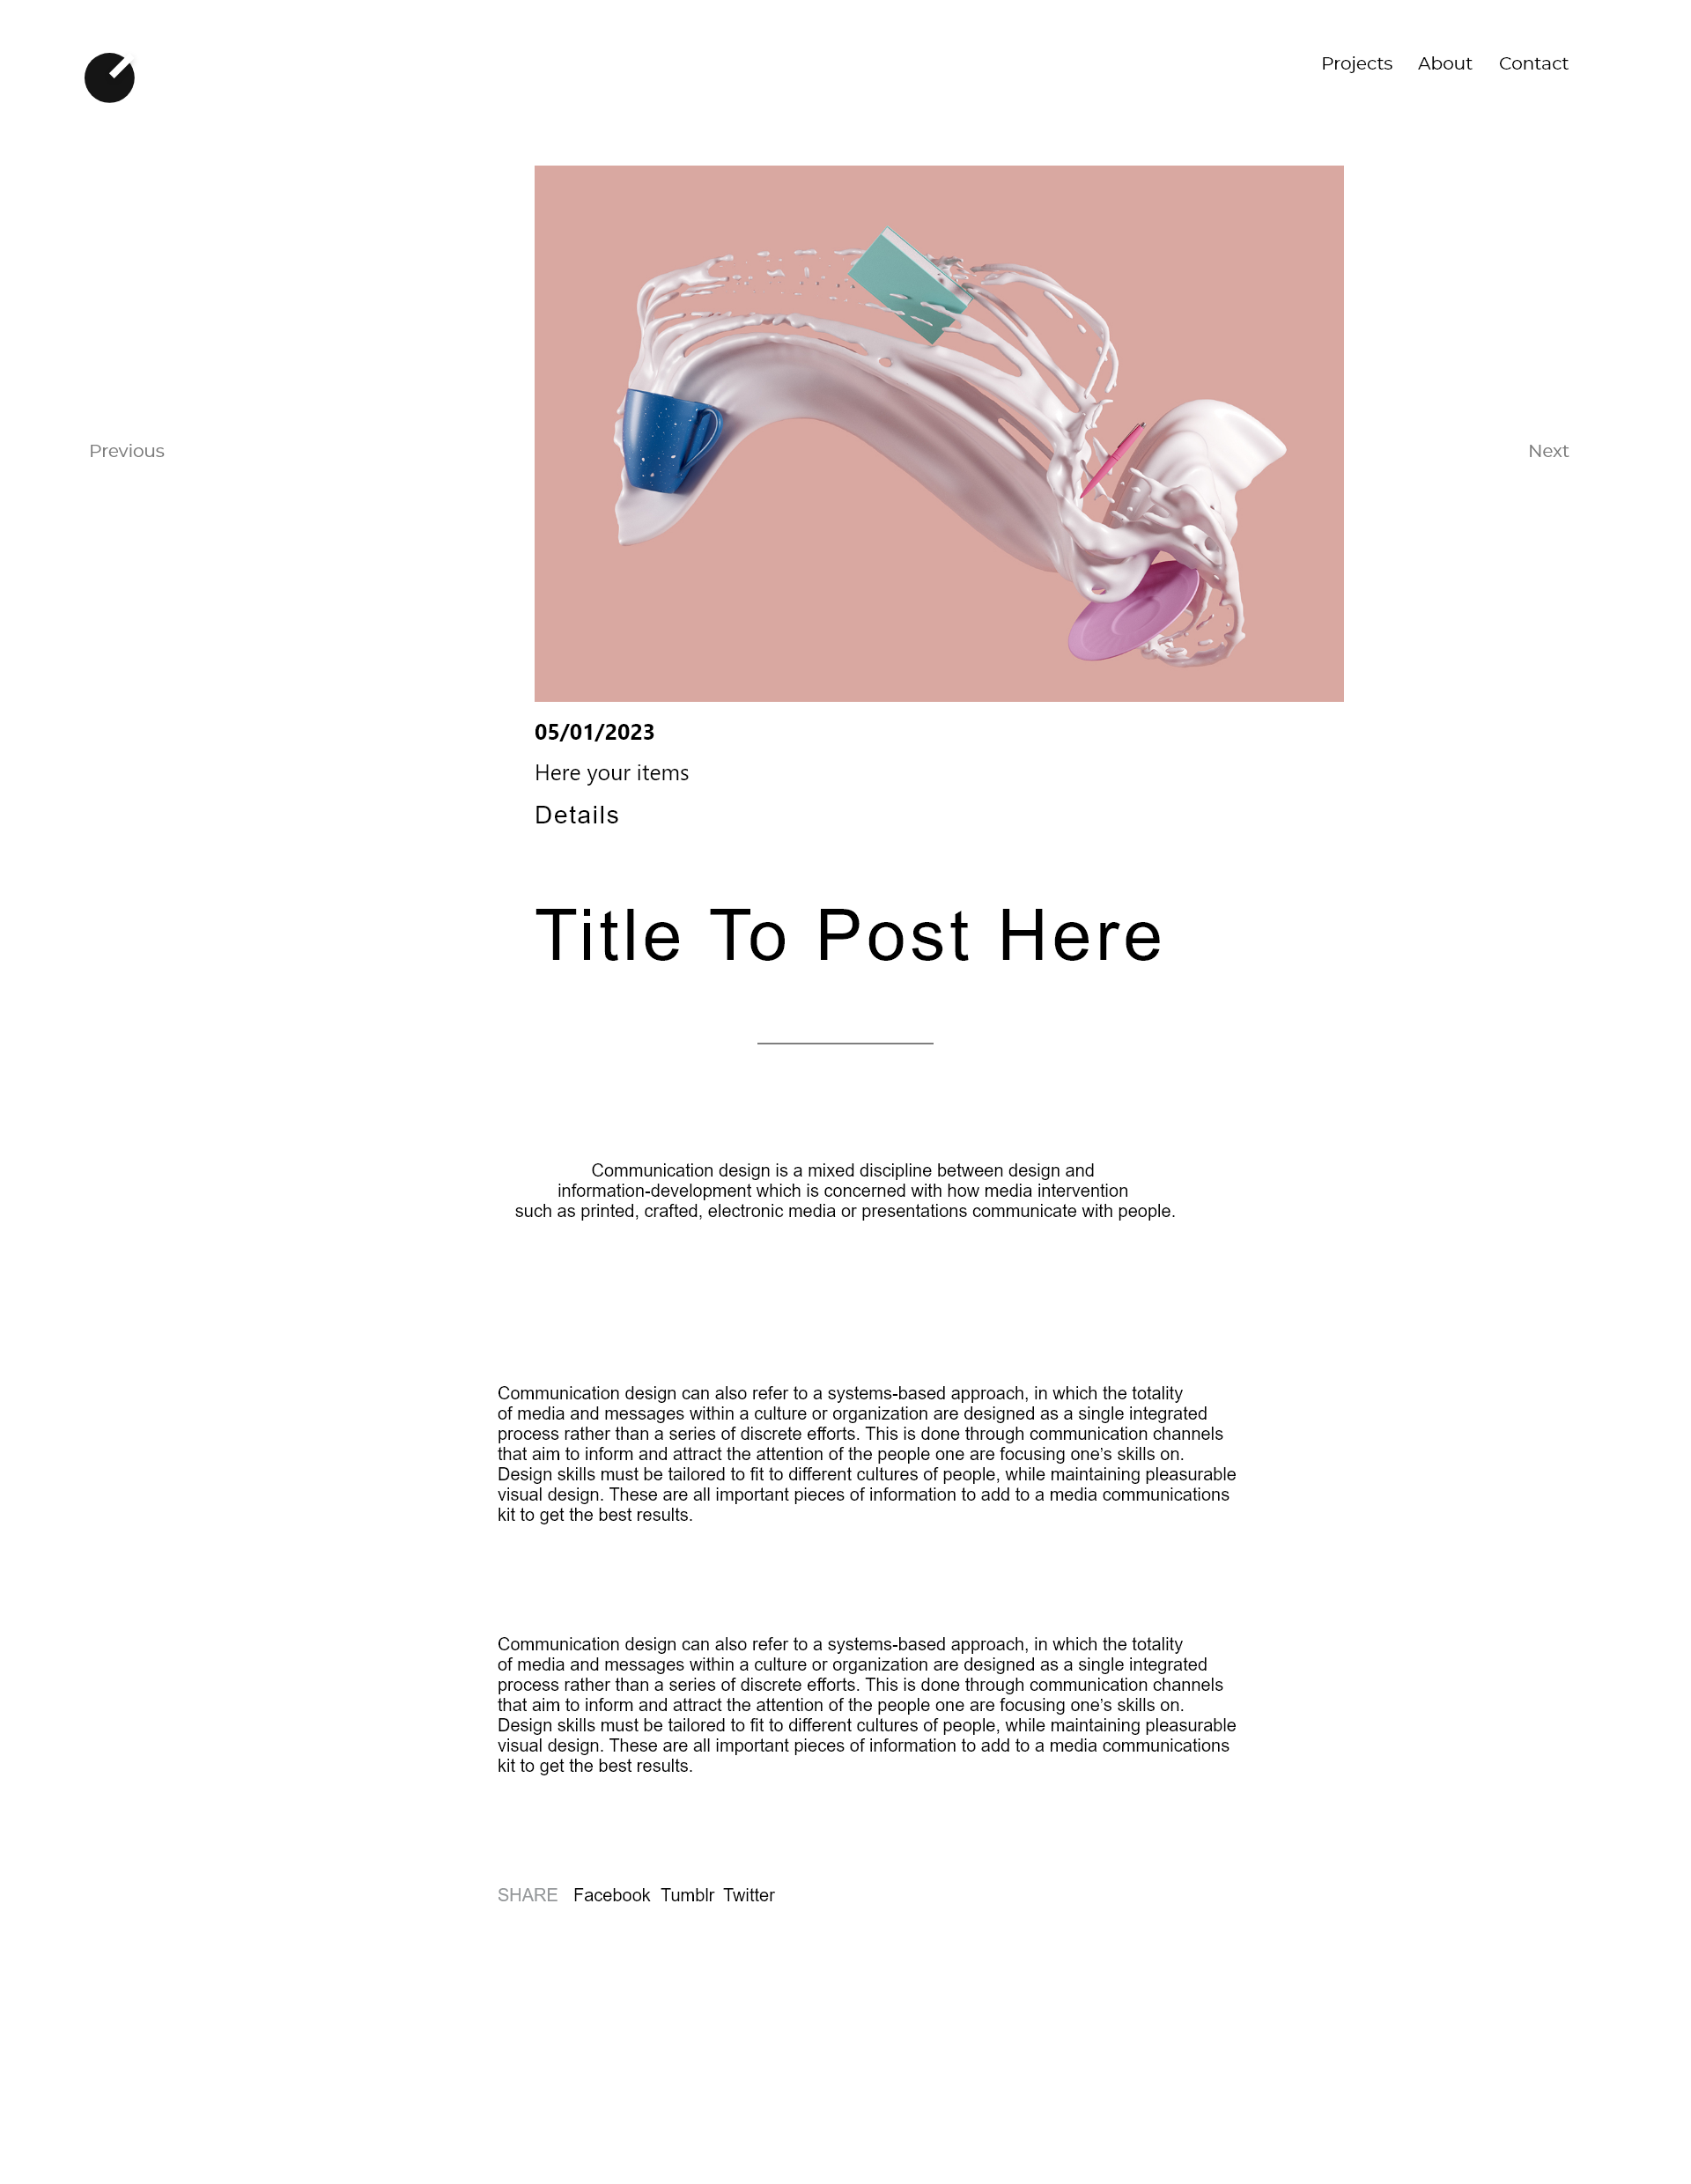 Projects About Contact
Previous
Next
05/01/2023
Here your items
Details
Title To Post Here
Communication design is a mixed discipline between design and
information-development which is concerned with how media intervention
such as printed, crafted, electronic media or presentations communicate with people.
Communication design can also refer to a systems-based approach, in which the totality
of media and messages within a culture or organization are designed as a single integrated
process rather than a series of discrete efforts. This is done through communication channels
that aim to inform and attract the attention of the people one are focusing one's skills on.
Design skills must be tailored to fit to different cultures of people, while maintaining pleasurable
visual design. These are all important pieces of information to add to a media communications
kit to get the best results.
Communication design can also refer to a systems-based approach, in which the totality
of media and messages within a culture or organization are designed as a single integrated
process rather than a series of discrete efforts. This is done through communication channels
that aim to inform and attract the attention of the people one are focusing one's skills on.
Design skills must be tailored to fit to different cultures of people, while maintaining pleasurable
visual design. These are all important pieces of information to add to a media communications
kit to get the best results.
SHARE Facebook Tumblr Twitter